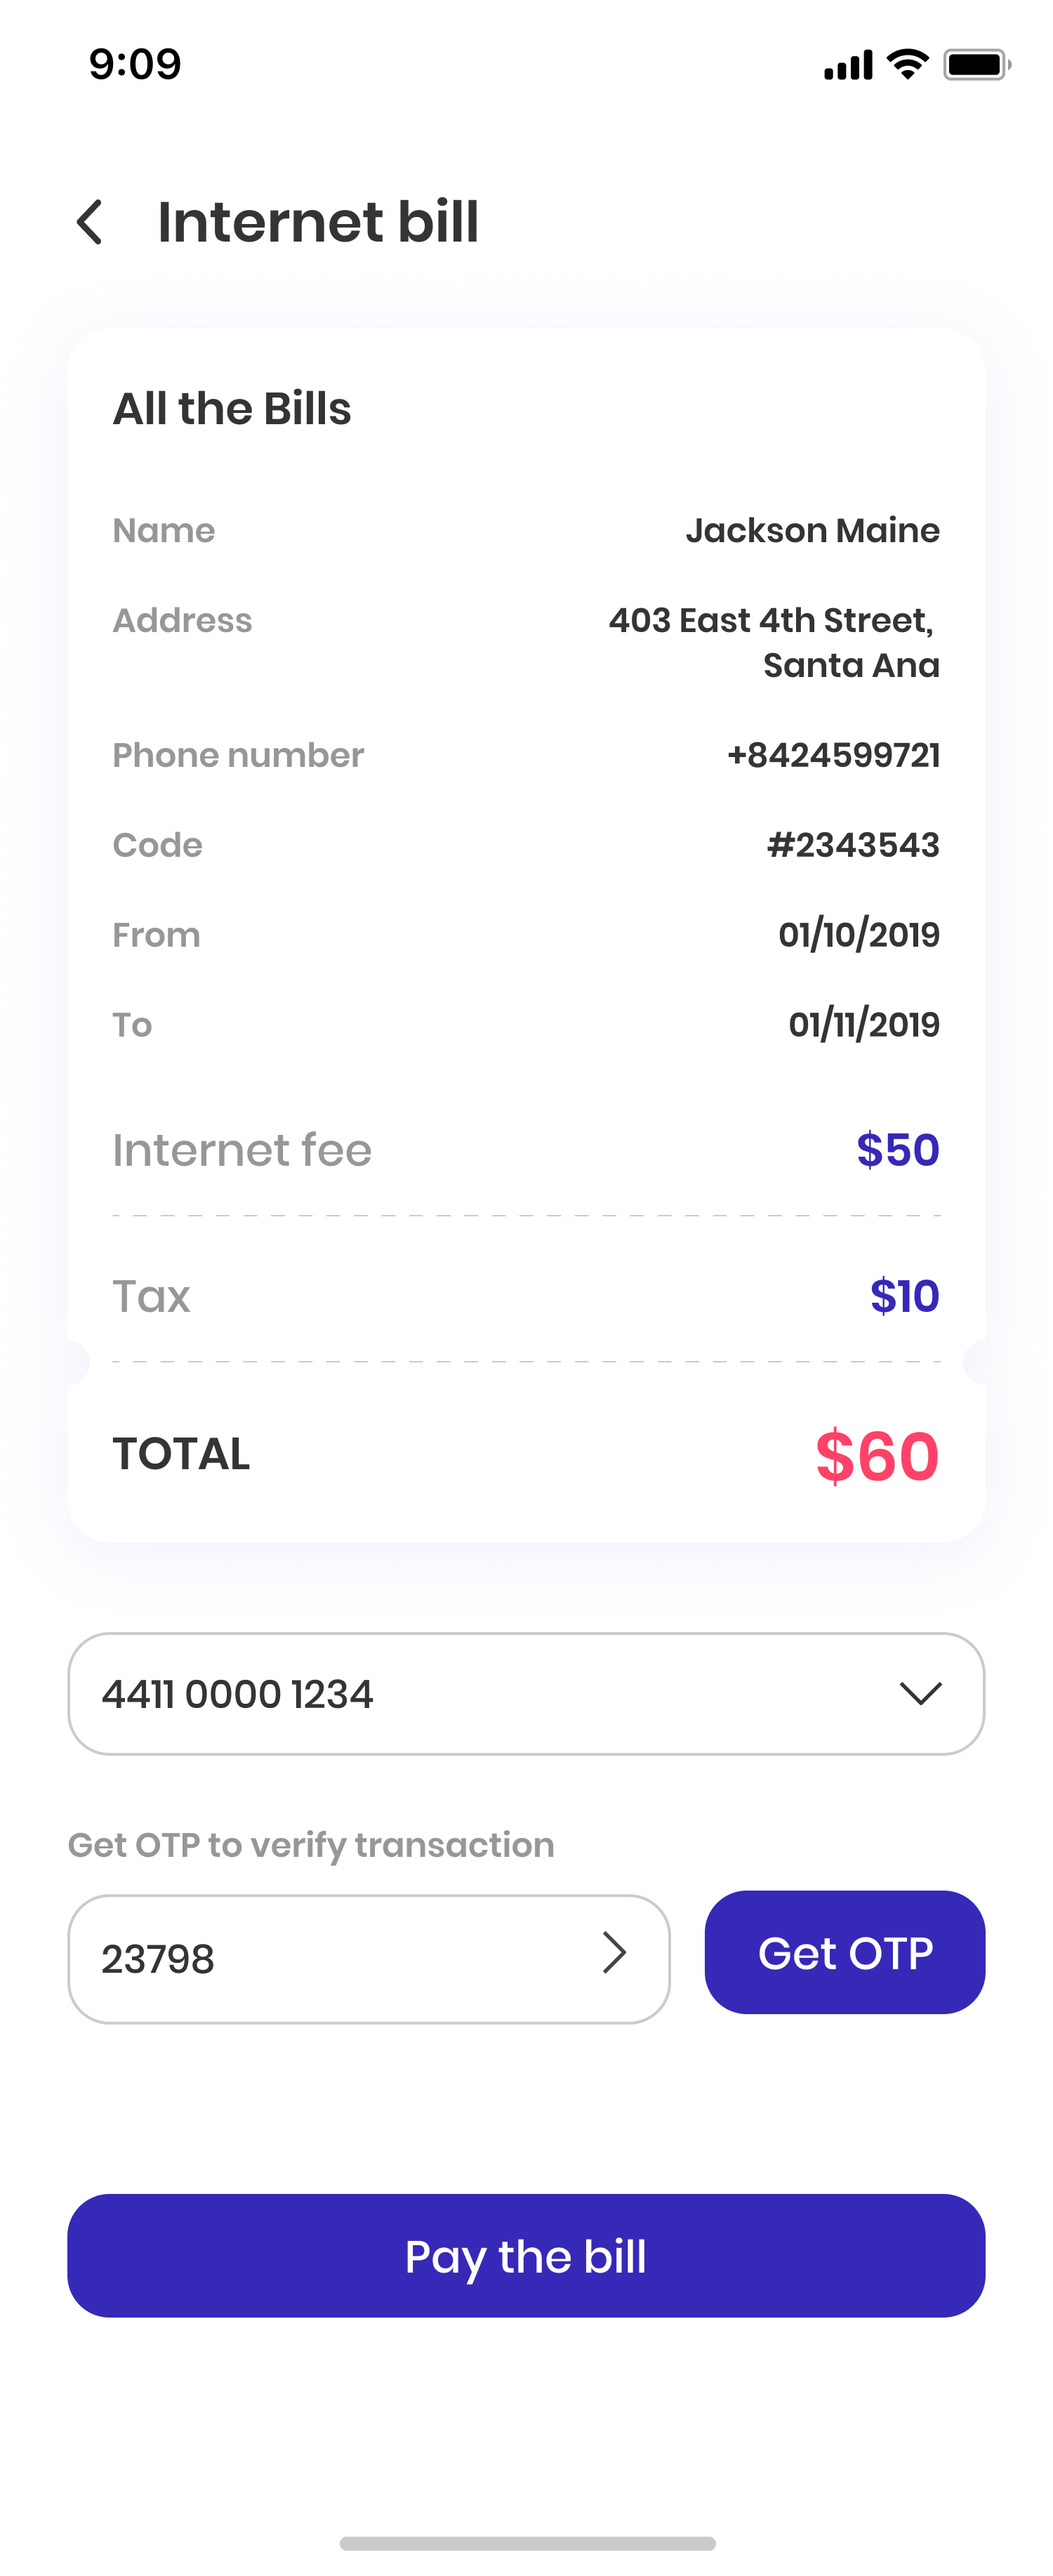 9:09
Internet bill
All the Bills
Name Jackson Maine
Address 403 East 4th Street,
Santa Ana
Phone number +8424599721
Code #2343543
From 01/10/2019
To 01/11/2019
Internet fee $50
Tax $10
TOTAL $60
4411 0000 1234
Get OTP to verify transaction
23798 Get OTP
Pay the bill